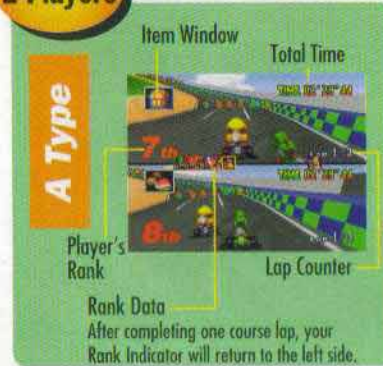 2 Players
Item Window
Total Time
A Type
7TH
8TH
Player's
Rank
Lap Counter
Rank Data
After completing one course lap, your
Rank Indicator will return to the left side.